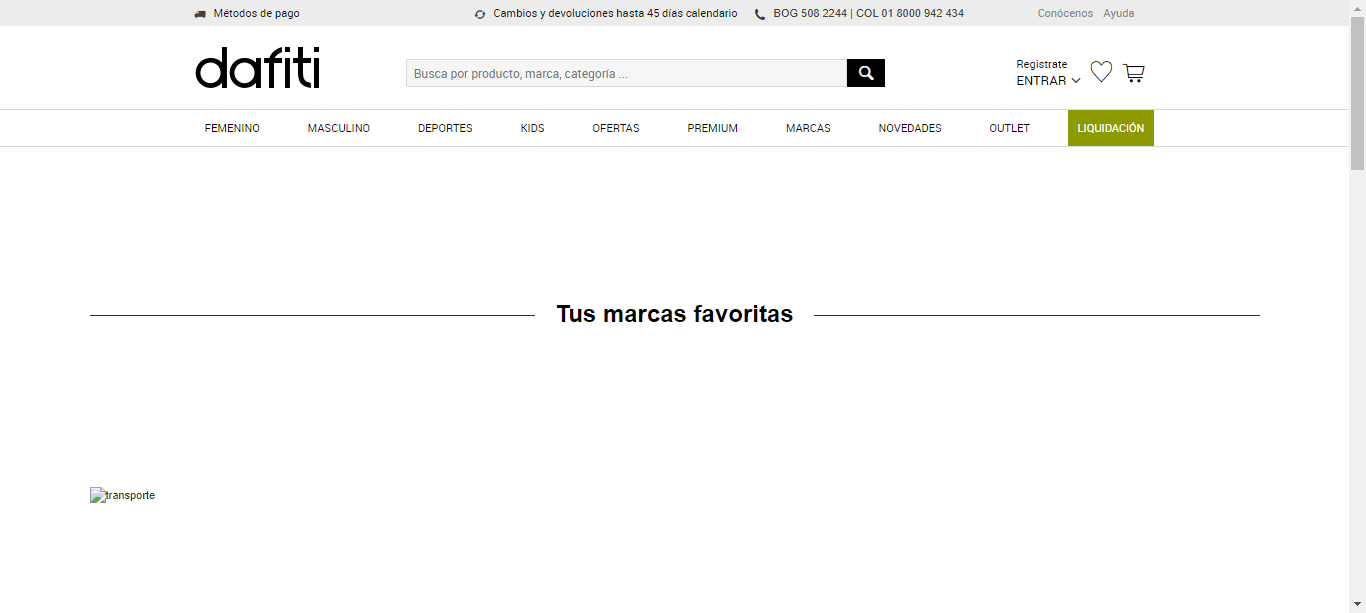 Métodos de pago
Cambios y devoluciones hasta 45 días calendario
BOG 508 2244 | COL 01 8000 942 434
Conócenos
Ayuda
dafiti
Busca por producto, marca, categoría ...
Registrate
ENTRAR
FEMENINO
MASCULINO
DEPORTES
KIDS
OFERTAS
PREMIUM
MARCAS
NOVEDADES
OUTLET
LIQUIDACIÓN
Tus marcas favoritas
transporte